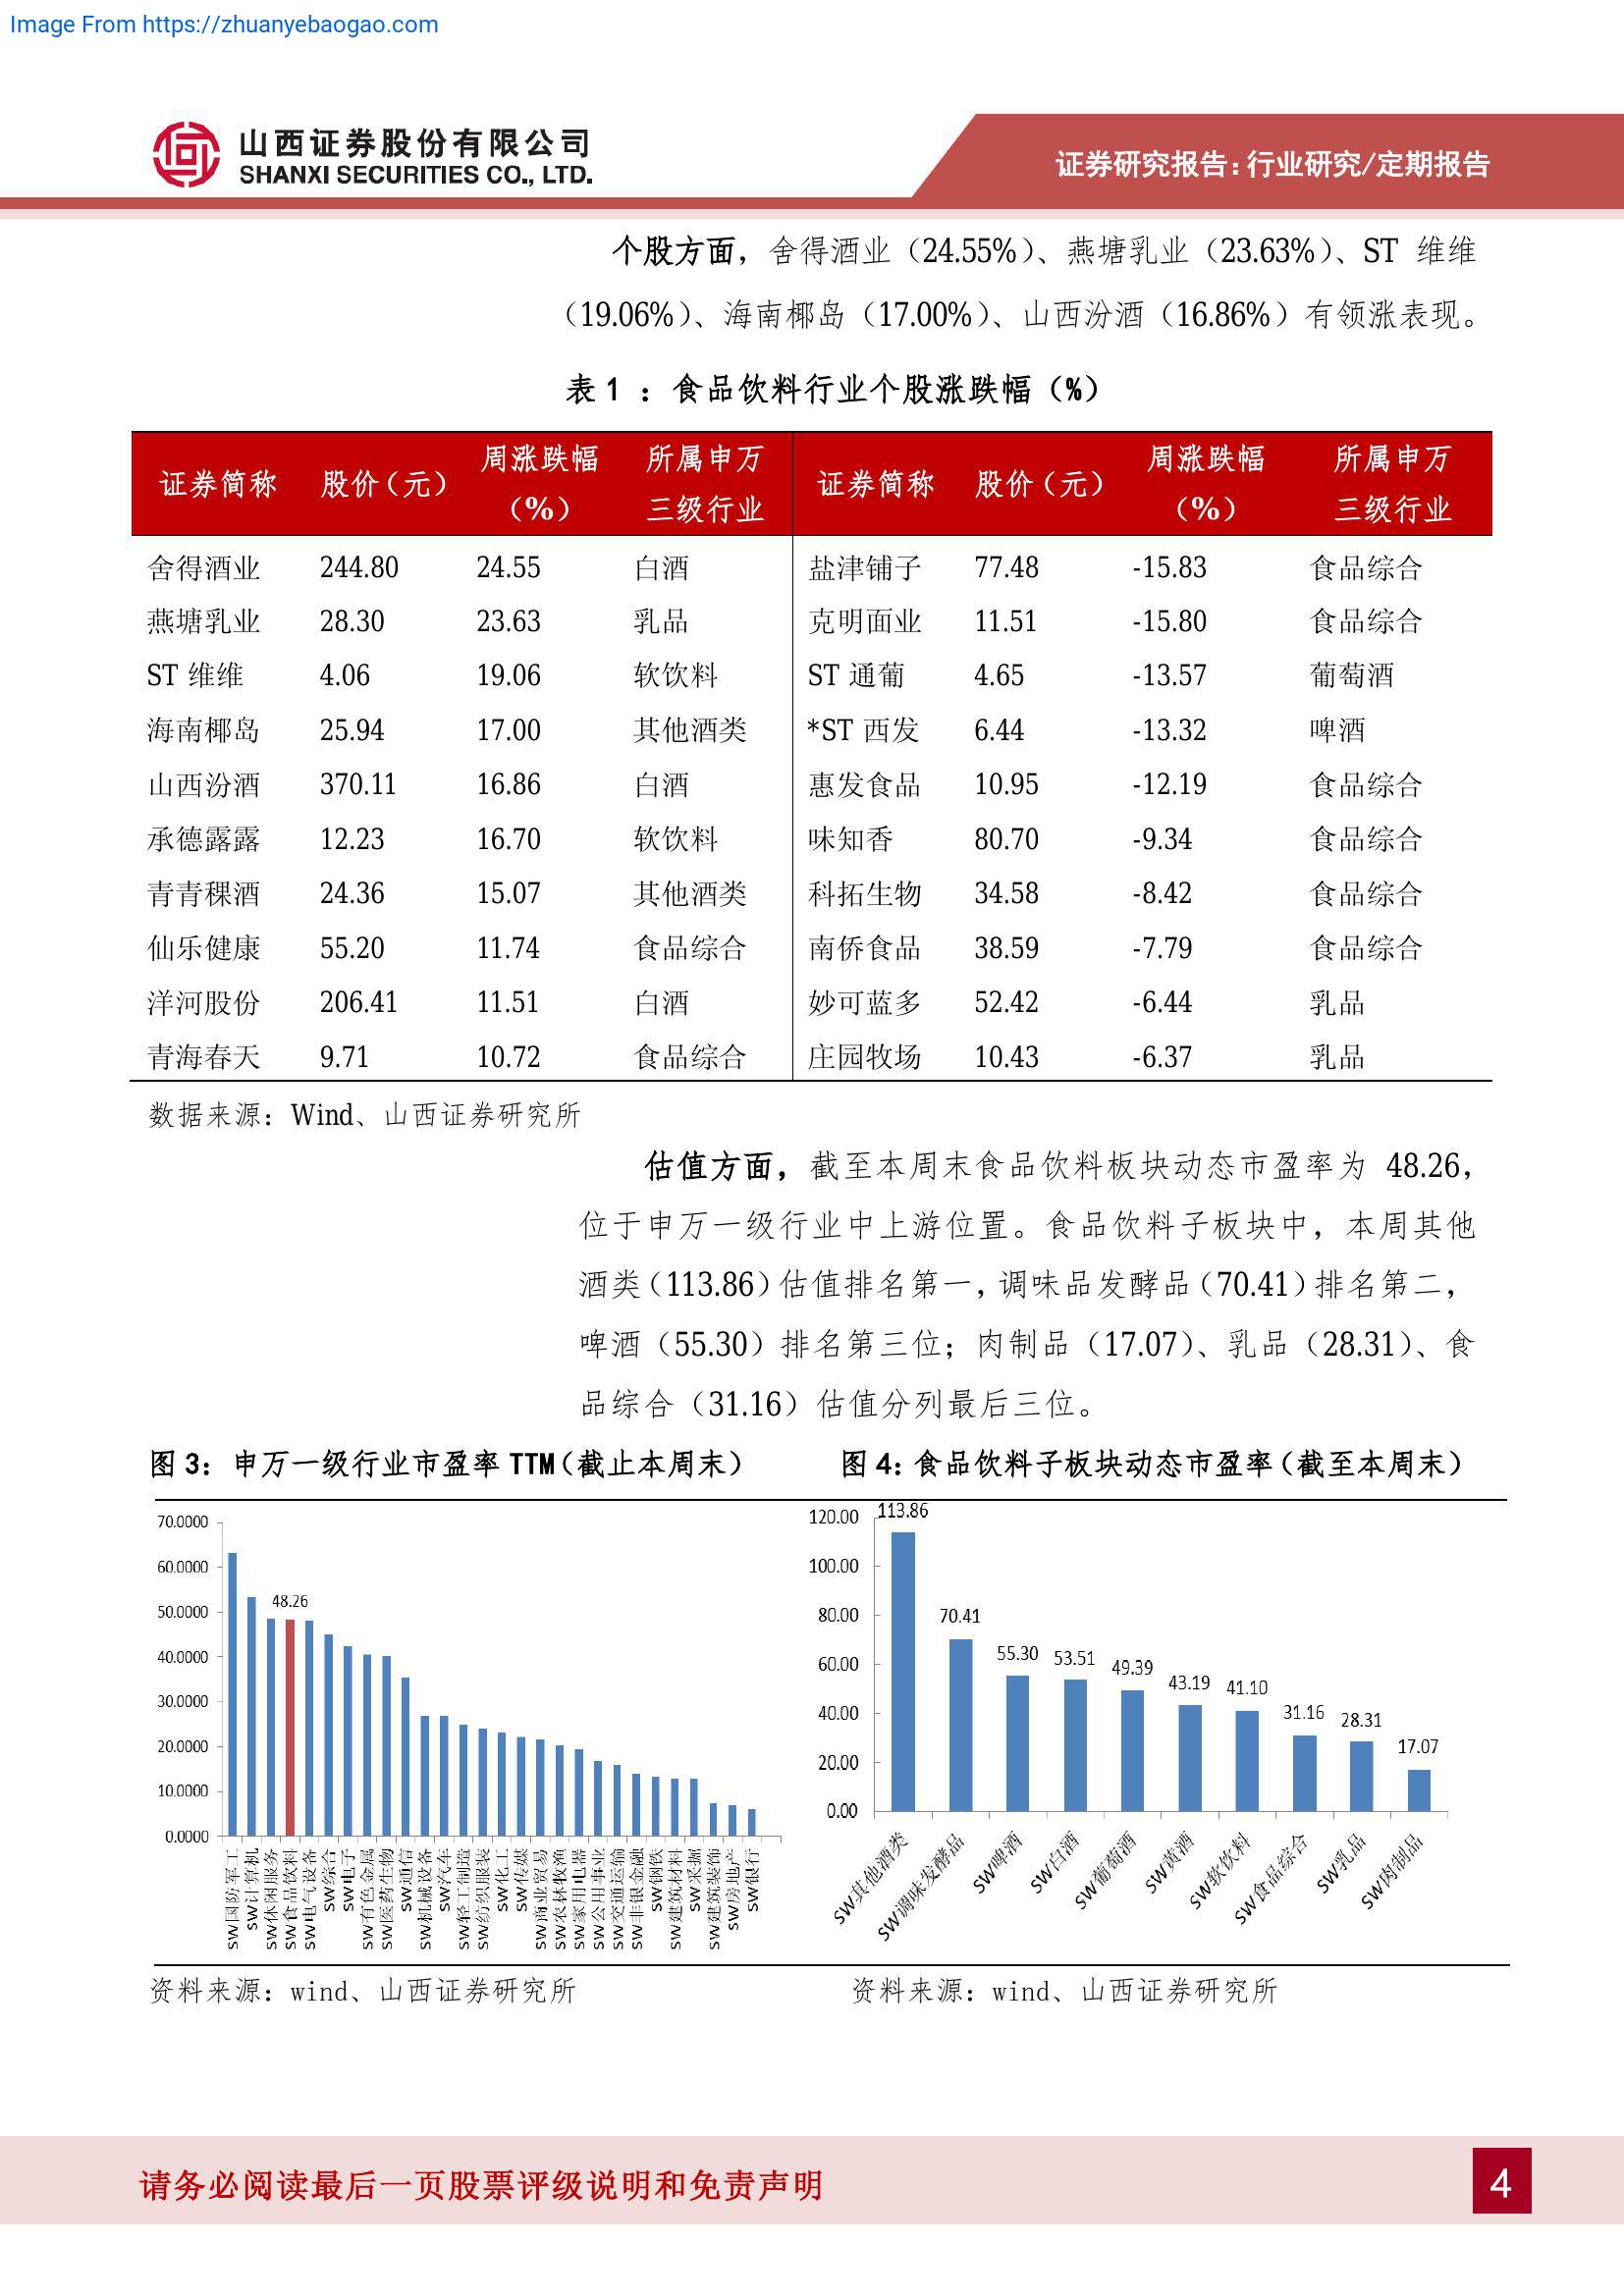 Image From https://zhuanyebaogao.com
山西证券股份有限公司
SHANXI SECURITIES CO., LTD.
证券研究报告：行业研究/定期报告
个股方面，舍得酒业（24.55%）、燕塘乳业（23.63%）、ST 维维
（19.06%）、海南椰岛（17.00%）、山西汾酒（16.86%）有领涨表现。
表 1 ：食品饮料行业个股涨跌幅（%）
证券简称 股价（元） 周涨跌幅（%） 所属申万三级行业 证券简称 股价（元） 周涨跌幅（%） 所属申万三级行业
舍得酒业 244.80 24.55 白酒 盐津铺子 77.48 -15.83 食品综合
燕塘乳业 28.30 23.63 乳品 克明面业 11.51 -15.80 食品综合
ST 维维 4.06 19.06 软饮料 ST 通葡 4.65 -13.57 葡萄酒
海南椰岛 25.94 17.00 其他酒类 *ST 西发 6.44 -13.32 啤酒
山西汾酒 370.11 16.86 白酒 惠发食品 10.95 -12.19 食品综合
承德露露 12.23 16.70 软饮料 味知香 80.70 -9.34 食品综合
青青稞酒 24.36 15.07 其他酒类 科拓生物 34.58 -8.42 食品综合
仙乐健康 55.20 11.74 食品综合 南侨食品 38.59 -7.79 食品综合
洋河股份 206.41 11.51 白酒 妙可蓝多 52.42 -6.44 乳品
青海春天 9.71 10.72 食品综合 庄园牧场 10.43 -6.37 乳品
数据来源：Wind、山西证券研究所
估值方面，截至本周末食品饮料板块动态市盈率为 48.26，
位于申万一级行业中上游位置。食品饮料子板块中，本周其他
酒类（113.86）估值排名第一，调味品发酵品（70.41）排名第二，
啤酒（55.30）排名第三位；肉制品（17.07）、乳品（28.31）、食
品综合（31.16）估值分列最后三位。
图 3：申万一级行业市盈率 TTM（截止本周末）
70.0000
60.0000
50.0000
40.0000
30.0000
20.0000
10.0000
0.0000
48.26
SW国防军工
SW计算机
SW休闲服务
SW食品饮料
SW电气设备
SW综合
SW电子
SW有色金属
SW医药生物
SW通信
SW机械设备
SW汽车
SW轻工制造
SW纺织服装
SW化工
SW传媒
SW商业贸易
SW农林牧渔
SW家用电器
SW公用事业
SW交通运输
SW非银金融
SW钢铁
SW建筑材料
SW采掘
SW建筑装饰
SW房地产
SW银行
资料来源：wind、山西证券研究所
图 4：食品饮料子板块动态市盈率（截至本周末）
120.00
100.00
80.00
60.00
40.00
20.00
0.00
113.86
70.41
55.30
53.51
49.39
43.19
41.10
31.16
28.31
17.07
SW其他酒类
SW调味发酵品
SW啤酒
SW白酒
SW葡萄酒
SW黄酒
SW软饮料
SW食品综合
SW乳品
SW肉制品
资料来源：wind、山西证券研究所
请务必阅读最后一页股票评级说明和免责声明
4